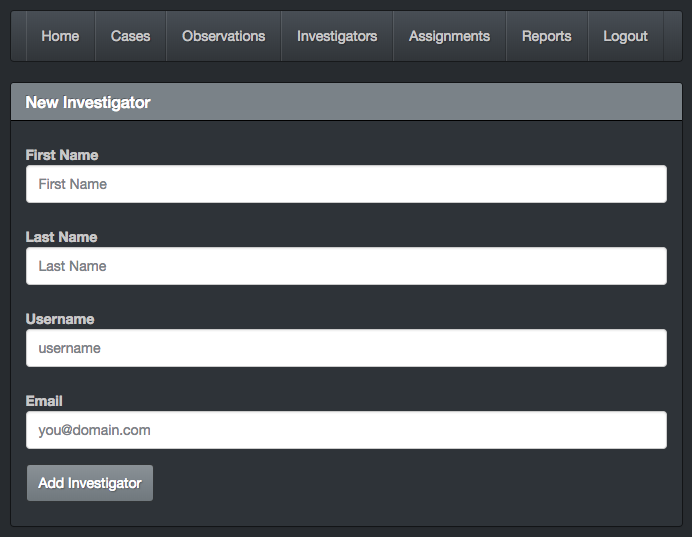 Home Cases Observations Investigators Assignments Reports Logout
New Investigator
First Name
First Name
Last Name
Last Name
Username
username
Email
you@domain.com
Add Investigator